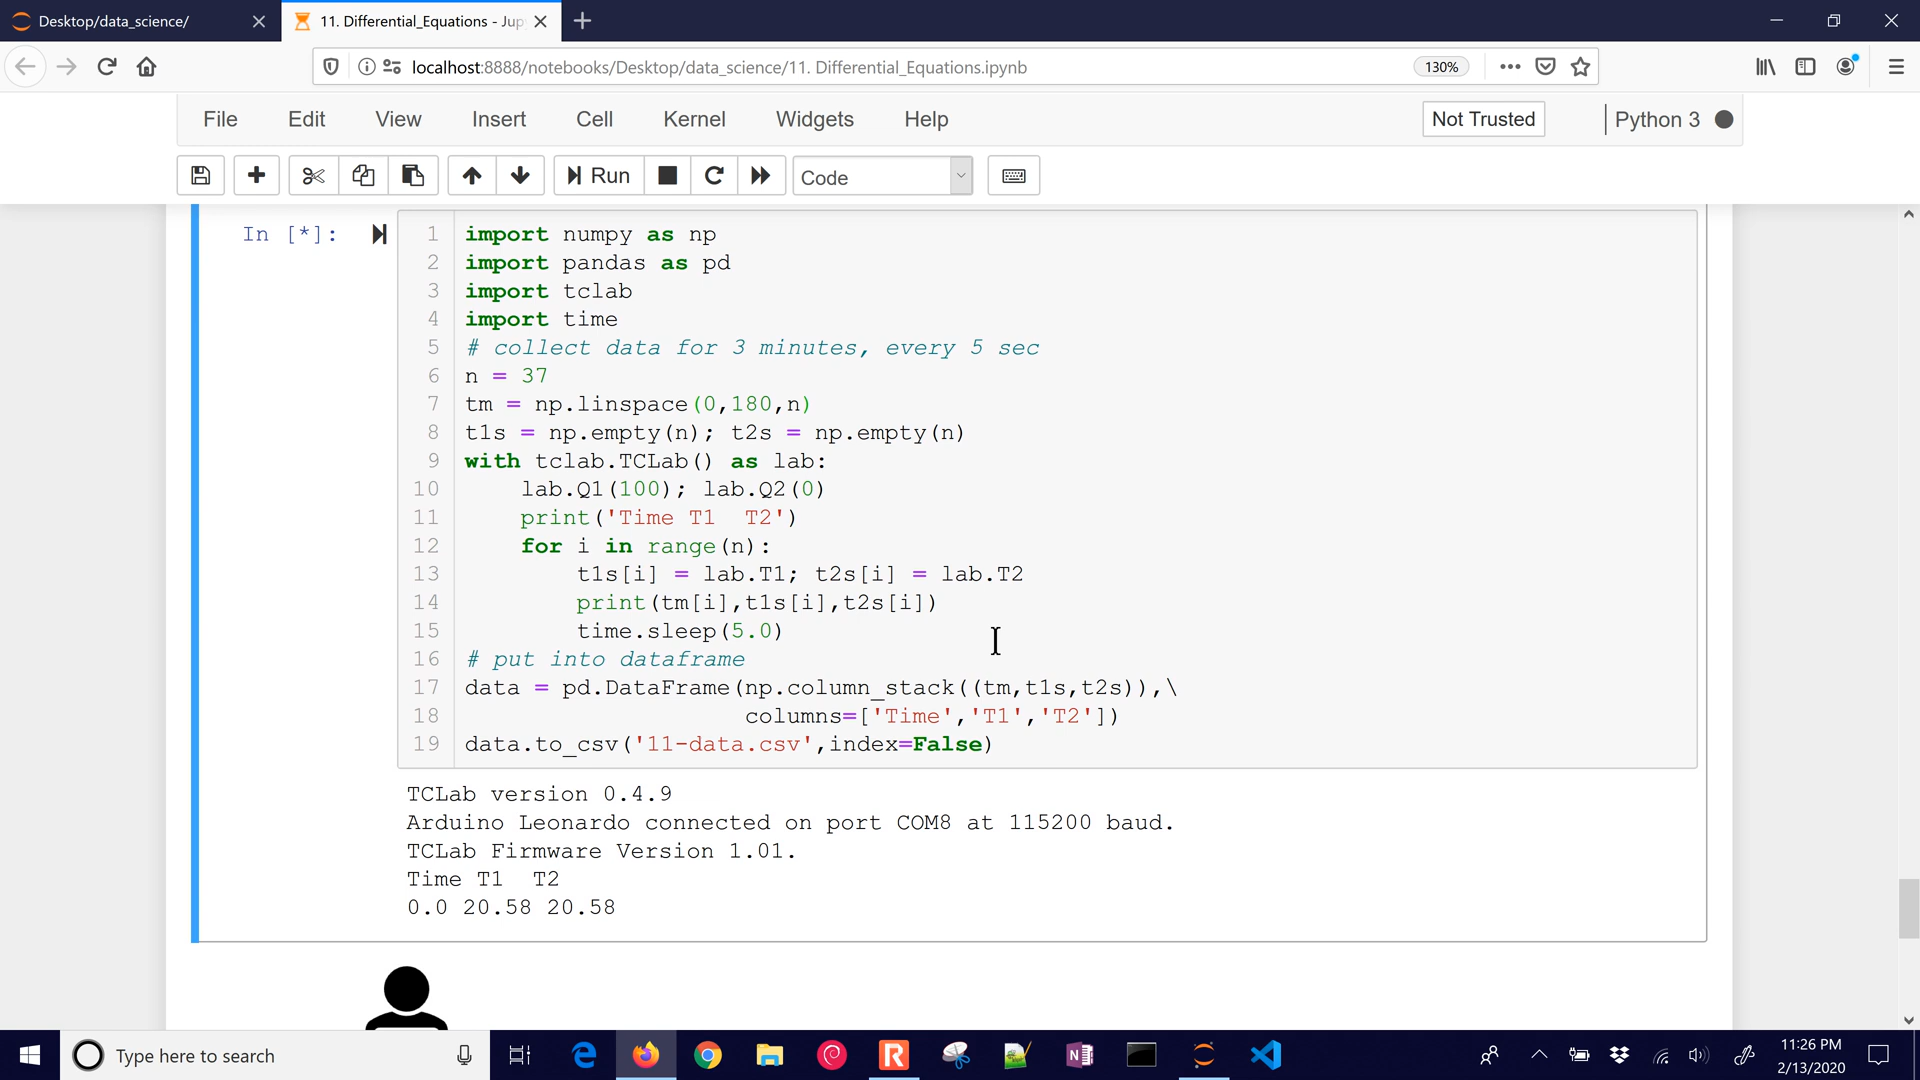 Desktop/data_science/
11. Differential_Equations - Jup
localhost:8888/notebooks/Desktop/data_science/11. Differential_Equations.ipynb
130%
File Edit View Insert Cell Kernel Widgets Help
Not Trusted
Python 3
Run
Code
In [*]:
1 import numpy as np
2 import pandas as pd
3 import tclab
4 import time
5 # collect data for 3 minutes, every 5 sec
6 n = 37
7 tm = np.linspace(0,180,n)
8 t1s = np.empty(n); t2s = np.empty(n)
9 with tclab.TCLab() as lab:
10     lab.Q1(100); lab.Q2(0)
11     print('Time T1  T2')
12     for i in range(n):
13         t1s[i] = lab.T1; t2s[i] = lab.T2
14         print(tm[i],t1s[i],t2s[i])
15         time.sleep(5.0)
16 # put into dataframe
17 data = pd.DataFrame(np.column_stack((tm,t1s,t2s)),\
18                     columns=['Time','T1','T2'])
19 data.to_csv('11-data.csv',index=False)
TCLab version 0.4.9
Arduino Leonardo connected on port COM8 at 115200 baud.
TCLab Firmware Version 1.01.
Time T1  T2
0.0 20.58 20.58
Type here to search
11:26 PM
2/13/2020